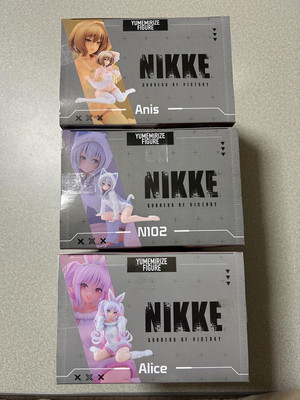 YUMEMIRIZE
FIGURE
NIKKE
GODDESS OF VICTORY
Anis
YUMEMIRIZE
FIGURE
NIKKE
GODDESS OF VICTORY
N102
YUMEMIRIZE
FIGURE
NIKKE
GODDESS OF VICTORY
Alice